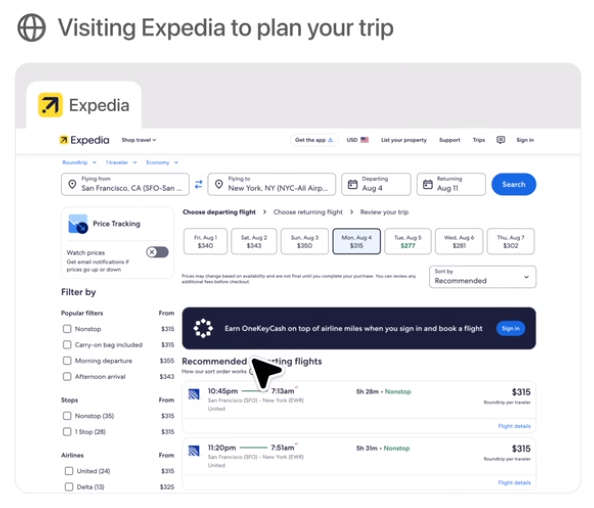 Visiting Expedia to plan your trip
Expedia
Expedia
Shop travel
Get the app
USD
List your property
Support
Trips
Sign in
Roundtrip
1 traveler
Economy
Flying from
San Francisco, CA (SFO-San ...
Flying to
New York, NY (NYC-All Airp...
Departing
Aug 4
Returning
Aug 11
Search
Price Tracking
Watch prices
Get email notifications if
prices go up or down
Choose departing flight > Choose returning flight > Review your trip
Fri, Aug 1
$340
Sat, Aug 2
$343
Sun, Aug 3
$350
Mon, Aug 4
$315
Tue, Aug 5
$277
Wed, Aug 6
$281
Thu, Aug 7
$302
Prices may change based on availability and are not final until you complete your purchase. You can review any
additional fees before checkout.
Sort by
Recommended
Filter by
Popular filters From
Nonstop $315
Carry-on bag included $315
Morning departure $355
Afternoon arrival $343
Stops From
Nonstop (35) $315
1 Stop (28) $315
Airlines From
United (24) $315
Delta (13) $325
Earn OneKeyCash on top of airline miles when you sign in and book a flight
Sign in
Recommended flights
How our sort order works
10:45pm 7:13am
San Francisco (SFO) - New York (EWR)
United
5h 28m • Nonstop
$315
Roundtrip per traveler
Flight details
11:20pm 7:51am
San Francisco (SFO) - New York (EWR)
United
5h 31m • Nonstop
$315
Roundtrip per traveler
Flight details